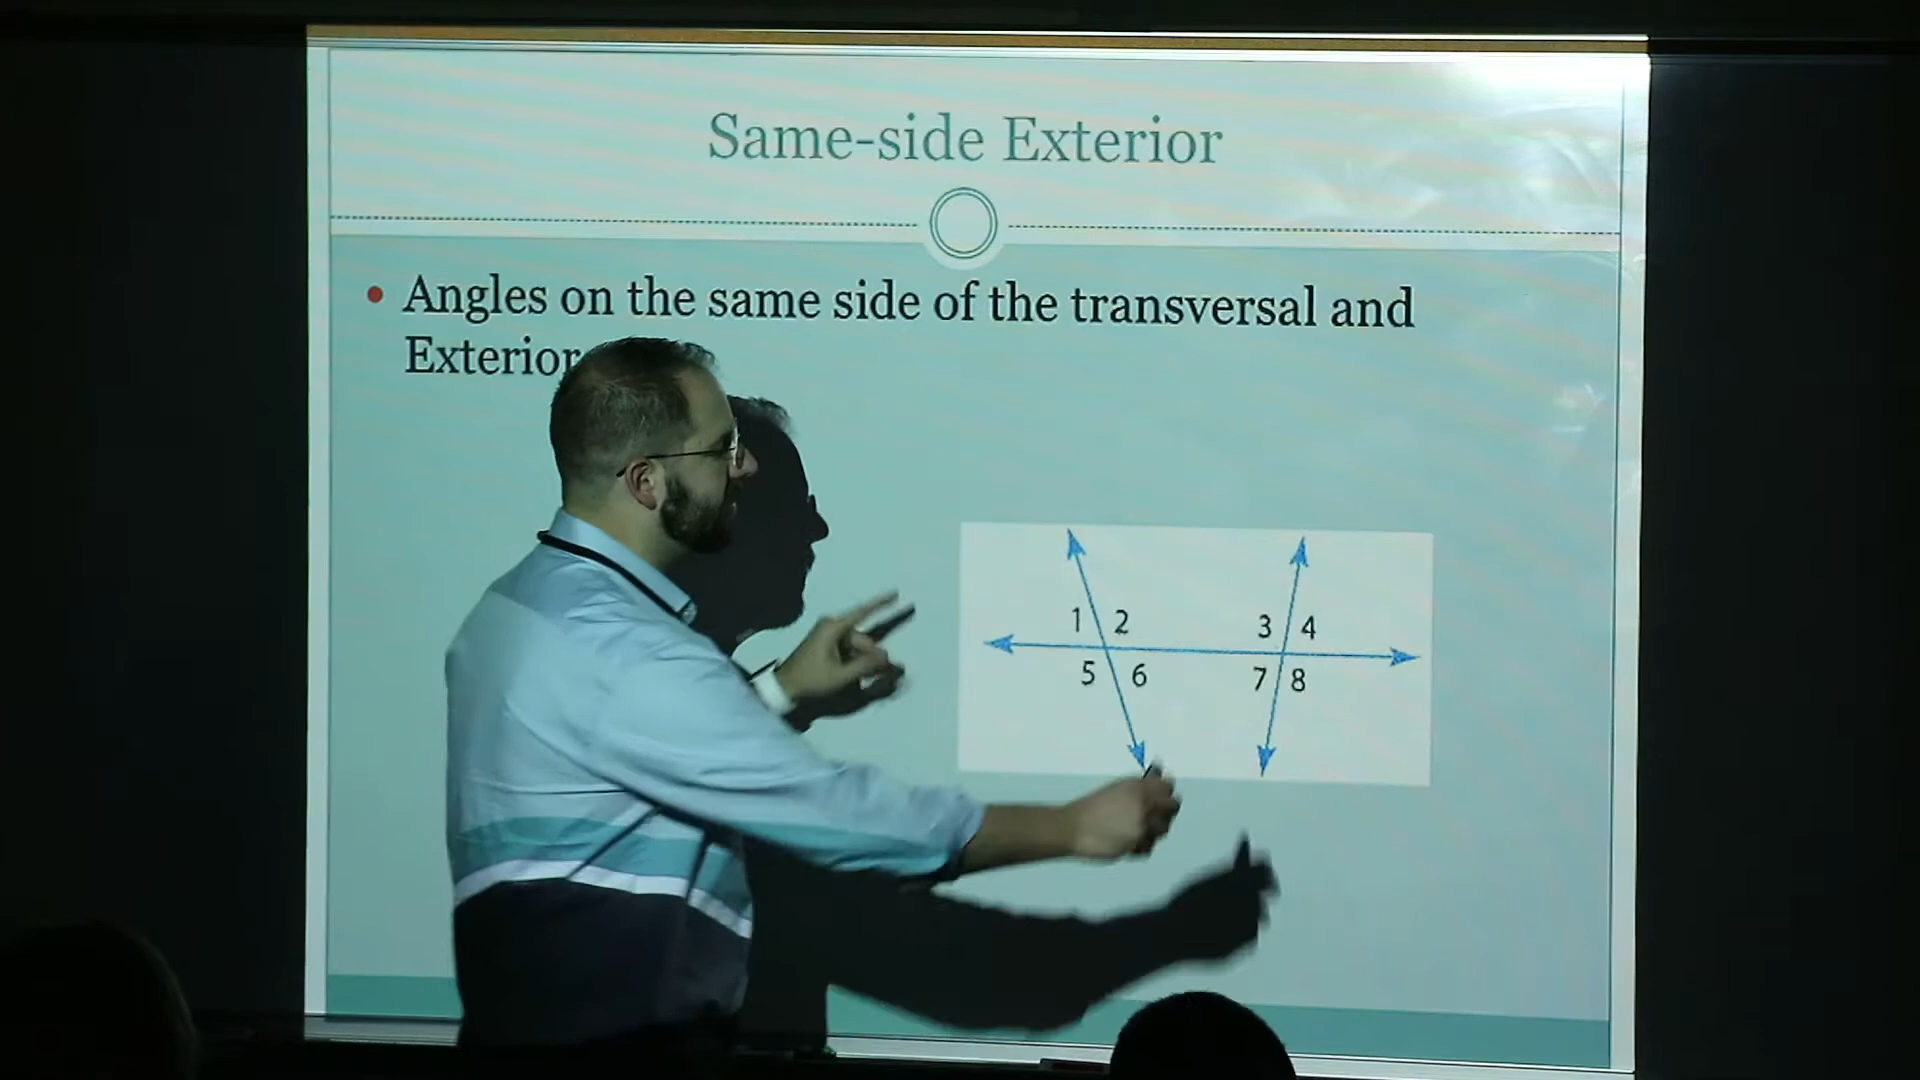 Same-side Exterior
• Angles on the same side of the transversal and
Exterior
1 2 3 4
5 6 7 8